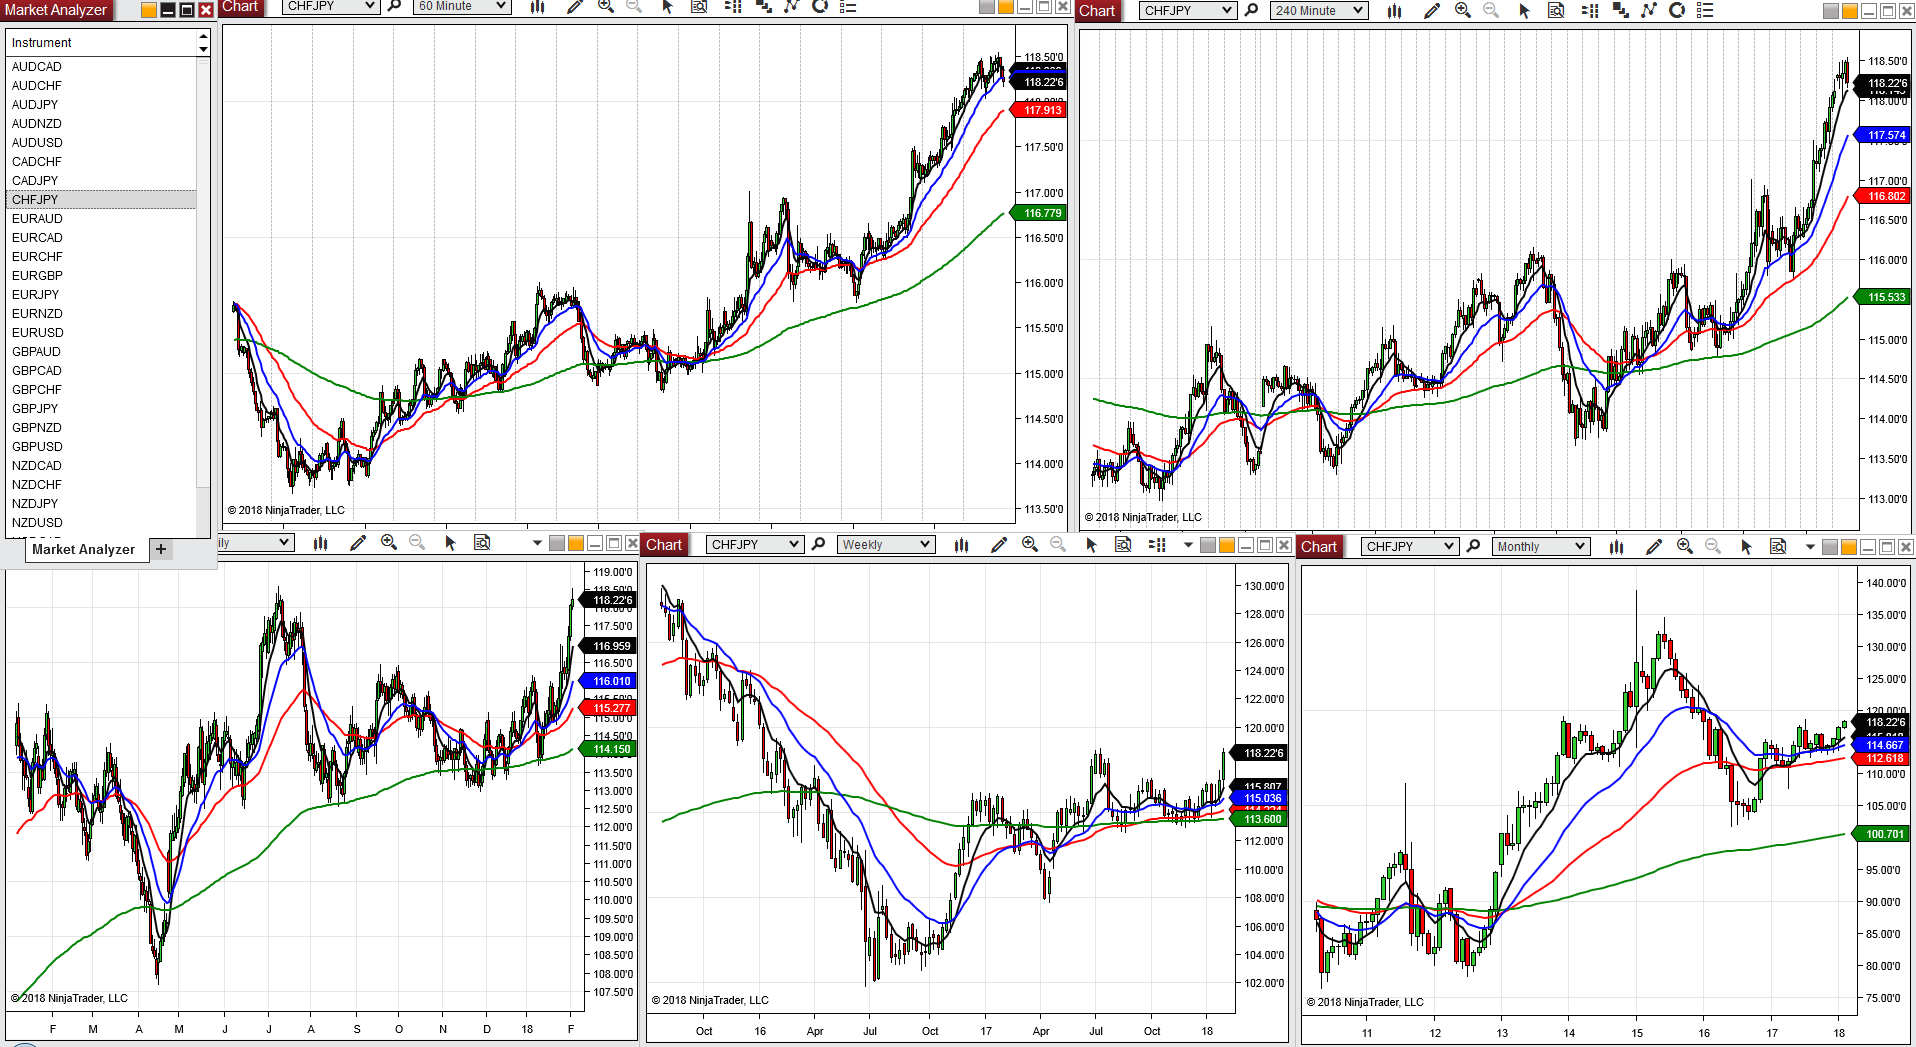 Market Analyzer
Instrument
AUDCAD
AUDCHF
AUDJPY
AUDNZD
AUDUSD
CADCHF
CADJPY
CHFJPY
EURAUD
EURCAD
EURCHF
EURGBP
EURJPY
EURNZD
EURUSD
GBPAUD
GBPCAD
GBPCHF
GBPJPY
GBPNZD
GBPUSD
NZDCAD
NZDCHF
NZDJPY
NZDUSD
Market Analyzer +
Chart CHFJPY 60 Minute
118.50'0
118.22'6
117.913
117.50'0
117.00'0
116.779
116.50'0
116.00'0
115.50'0
115.00'0
114.50'0
114.00'0
113.50'0
© 2018 NinjaTrader, LLC
Chart CHFJPY 240 Minute
118.50'0
118.22'6
118.00'0
117.574
117.00'0
116.802
116.50'0
116.00'0
115.533
115.00'0
114.50'0
114.00'0
113.50'0
113.00'0
© 2018 NinjaTrader, LLC
ily
119.00'0
118.22'6
116.959
116.50'0
116.010
115.277
115.00'0
114.50'0
114.150
113.50'0
113.00'0
112.50'0
112.00'0
111.50'0
111.00'0
110.50'0
110.00'0
109.50'0
109.00'0
108.50'0
108.00'0
107.50'0
© 2018 NinjaTrader, LLC
F M A M J J A S O N D 18 F
Chart CHFJPY Weekly
130.00'0
128.00'0
126.00'0
124.00'0
122.00'0
120.00'0
118.22'6
115.807
115.036
113.600
112.00'0
110.00'0
108.00'0
106.00'0
104.00'0
102.00'0
© 2018 NinjaTrader, LLC
Oct 16 Apr Jul Oct 17 Apr Jul Oct 18
Chart CHFJPY Monthly
140.00'0
135.00'0
130.00'0
125.00'0
120.00'0
118.22'6
114.667
112.618
110.00'0
105.00'0
100.701
95.00'0
90.00'0
85.00'0
80.00'0
75.00'0
© 2018 NinjaTrader, LLC
11 12 13 14 15 16 17 18